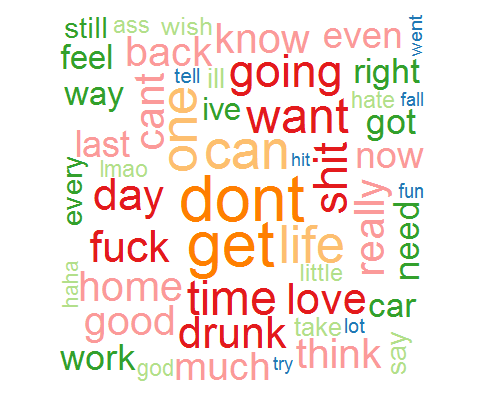 still ass wish went
feel back know even
tell ill going right
way cant one ive want hate fall
got
last can hit shit now
lmao
every day dont really fun
need
fuck get life
little
haha home time love car
good drunk take lot
work god much try think say